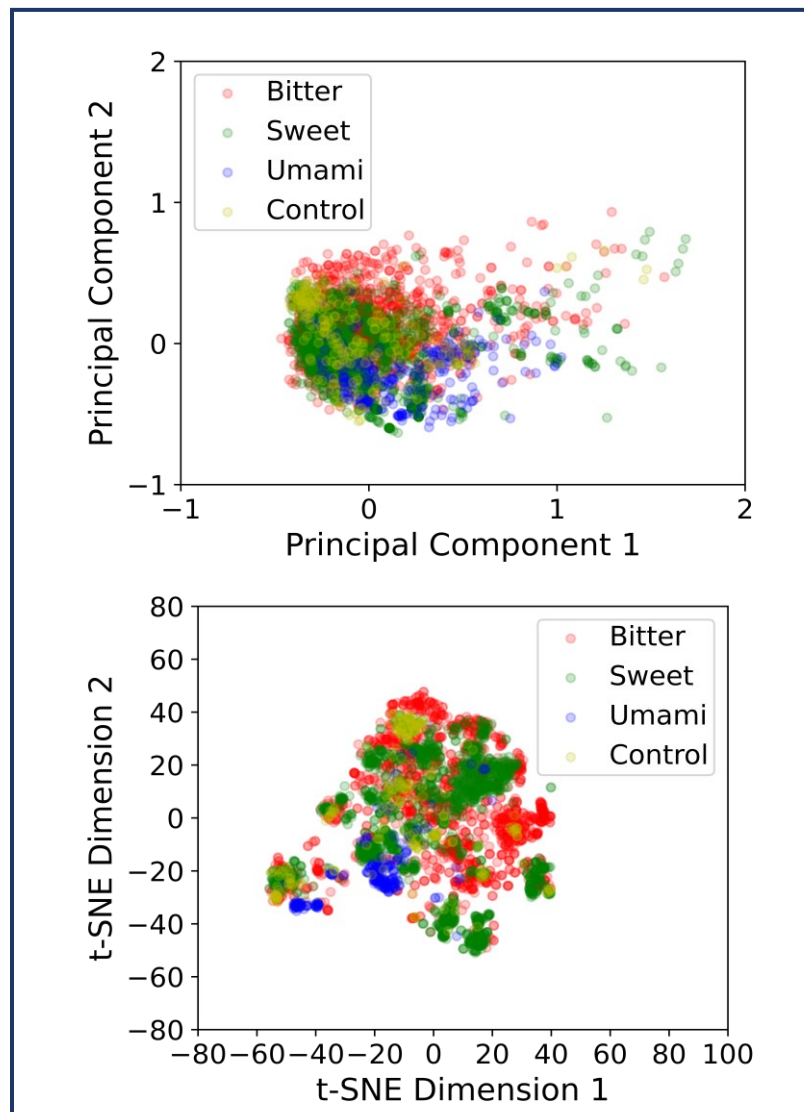 2
1
0
−1
−1
0
1
2
Principal Component 2
Principal Component 1
Bitter
Sweet
Umami
Control
80
60
40
20
0
−20
−40
−60
−80
−80 −60 −40 −20 0 20 40 60 80 100
t-SNE Dimension 2
t-SNE Dimension 1
Bitter
Sweet
Umami
Control